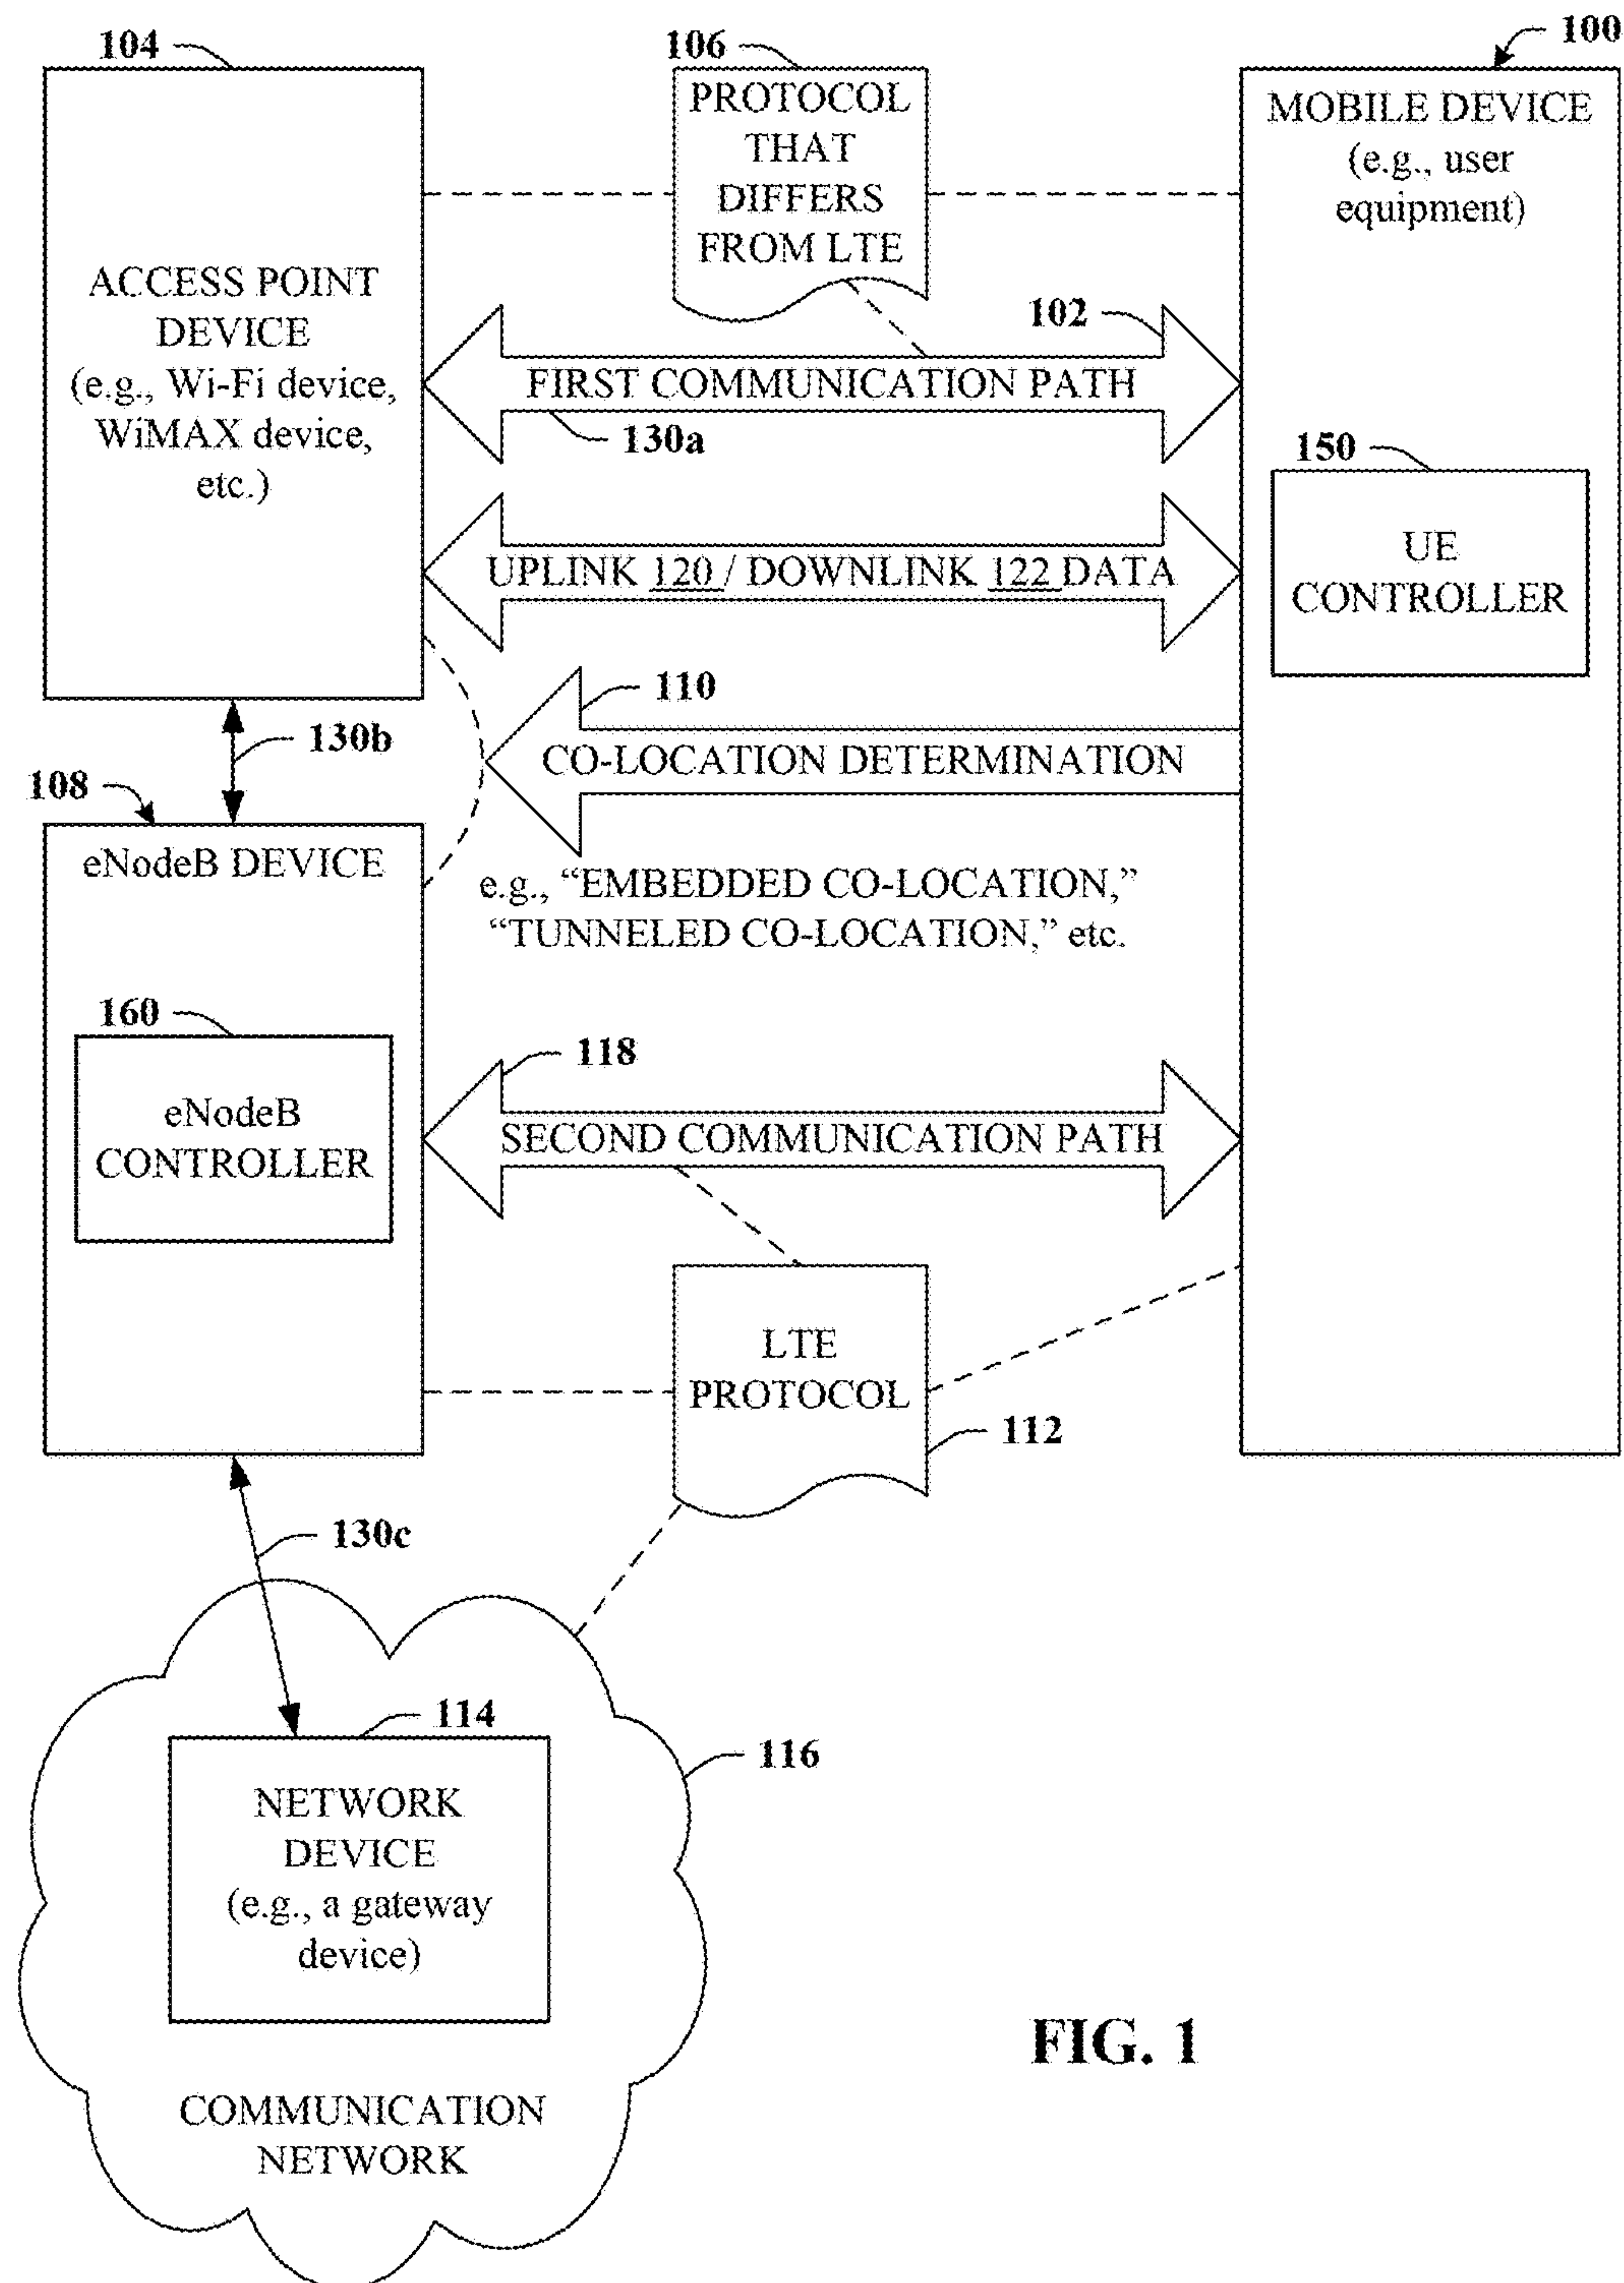 104
106
100
PROTOCOL
THAT
DIFFERS
FROM LTE
MOBILE DEVICE
(e.g., user
equipment)
ACCESS POINT
DEVICE
(e.g., Wi-Fi device,
WiMAX device,
etc.)
102
FIRST COMMUNICATION PATH
130a
150
UE
CONTROLLER
UPLINK 120 / DOWNLINK 122 DATA
110
130b
CO-LOCATION DETERMINATION
108
eNodeB DEVICE
e.g., “EMBEDDED CO-LOCATION,”
“TUNNELED CO-LOCATION,” etc.
160
eNodeB
CONTROLLER
118
SECOND COMMUNICATION PATH
LTE
PROTOCOL
112
130c
114
116
NETWORK
DEVICE
(e.g., a gateway
device)
COMMUNICATION
NETWORK
FIG. 1